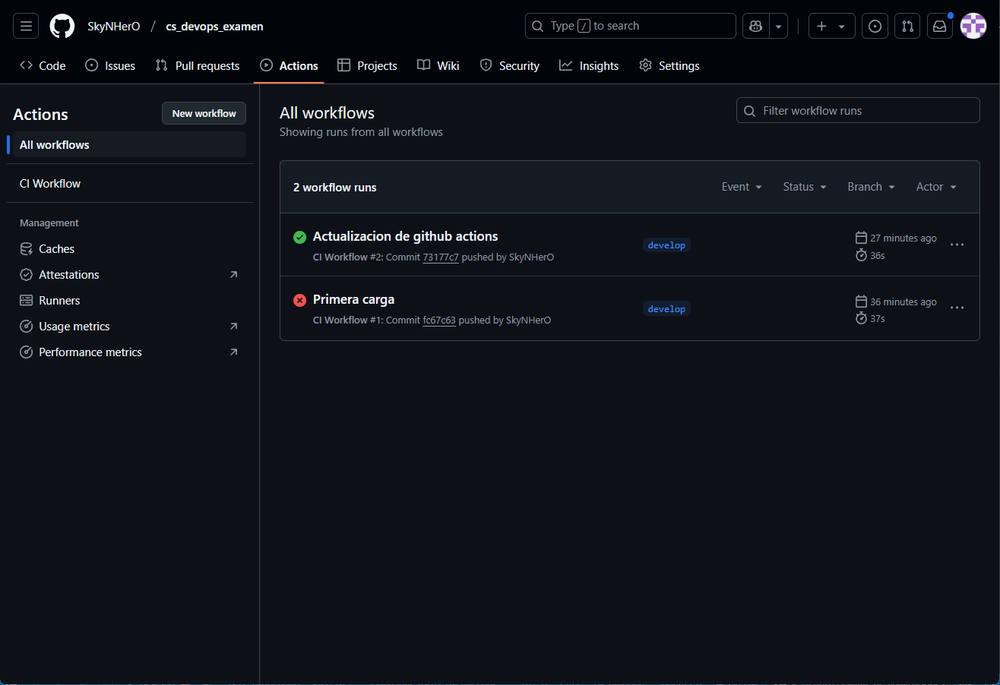 SkyNHerO / cs_devops_examen
Type / to search
Code
Issues
Pull requests
Actions
Projects
Wiki
Security
Insights
Settings
Actions
New workflow
All workflows
CI Workflow
Management
Caches
Attestations
Runners
Usage metrics
Performance metrics
All workflows
Showing runs from all workflows
Filter workflow runs
2 workflow runs
Event
Status
Branch
Actor
Actualizacion de github actions
CI Workflow #2: Commit 73177c7 pushed by SkyNHerO
develop
27 minutes ago
36s
Primera carga
CI Workflow #1: Commit fc67c63 pushed by SkyNHerO
develop
36 minutes ago
37s